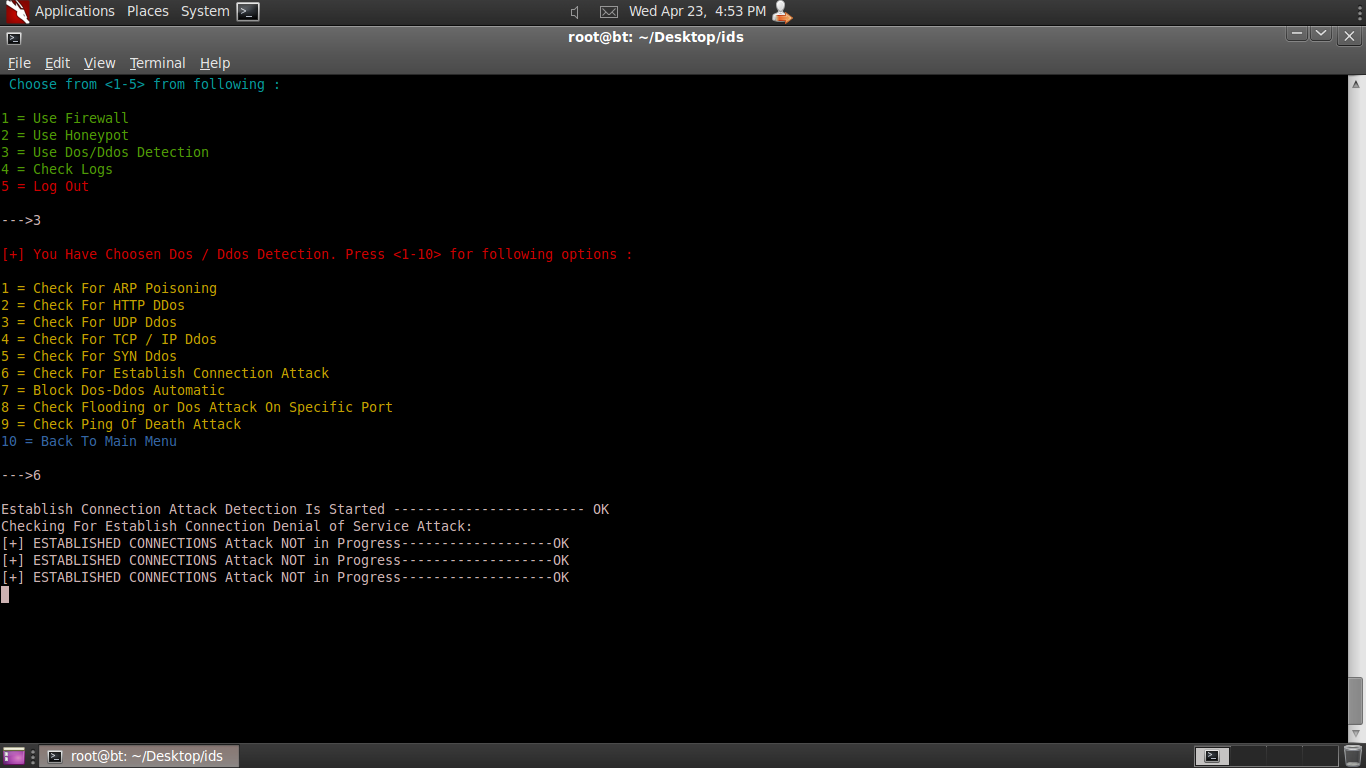 Applications Places System Wed Apr 23, 4:53 PM
root@bt: ~/Desktop/ids
File Edit View Terminal Help
Choose from <1-5> from following :
1 = Use Firewall
2 = Use Honeypot
3 = Use Dos/Ddos Detection
4 = Check Logs
5 = Log Out
--->3
[+] You Have Choosen Dos / Ddos Detection. Press <1-10> for following options :
1 = Check For ARP Poisoning
2 = Check For HTTP DDos
3 = Check For UDP Ddos
4 = Check For TCP / IP Ddos
5 = Check For SYN Ddos
6 = Check For Establish Connection Attack
7 = Block Dos-Ddos Automatic
8 = Check Flooding or Dos Attack On Specific Port
9 = Check Ping Of Death Attack
10 = Back To Main Menu
--->6
Establish Connection Attack Detection Is Started ------------------------ OK
Checking For Establish Connection Denial of Service Attack:
[+] ESTABLISHED CONNECTIONS Attack NOT in Progress-------------------OK
[+] ESTABLISHED CONNECTIONS Attack NOT in Progress-------------------OK
[+] ESTABLISHED CONNECTIONS Attack NOT in Progress-------------------OK
root@bt: ~/Desktop/ids